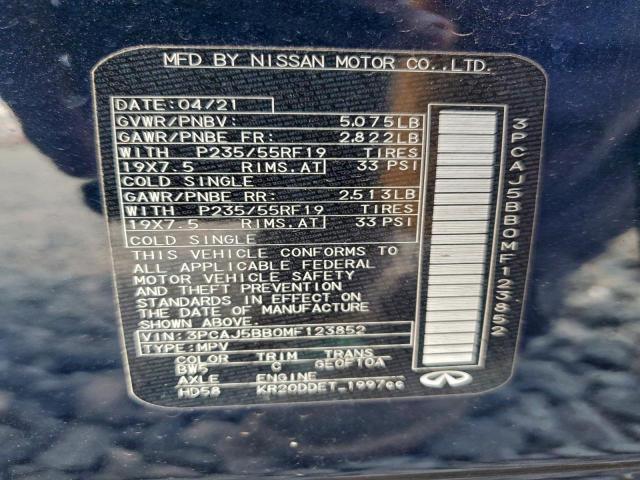 MFD BY NISSAN MOTOR CO.,LTD.
DATE:04/21
GVWR/PNBV 5.075LB
GAWR/PNBE FR: 2.822LB
WITH P235/55RF19 TIRES
19X7.5 RIMS.AT 33 PSI
COLD SINGLE
GAWR/PNBE RR: 2.513LB
WITH P235/55RF19 TIRES
19X7.5 RIMS.AT 33 PSI
COLD SINGLE
THIS VEHICLE CONFORMS TO
ALL APPLICABLE FEDERAL
MOTOR VEHICLE SAFETY
AND THEFT PREVENTION
STANDARDS IN EFFECT ON
THE DATE OF MANUFACTURE
SHOWN ABOVE.
VIN:3PCAJ5BB0MF123852
TYPE:MPV
COLOR TRIM TRANS
BW5 C GE0F10A
AXLE ENGINE
HD58 KR20DDET 1997cc
3PCAJ5BB0MF123852